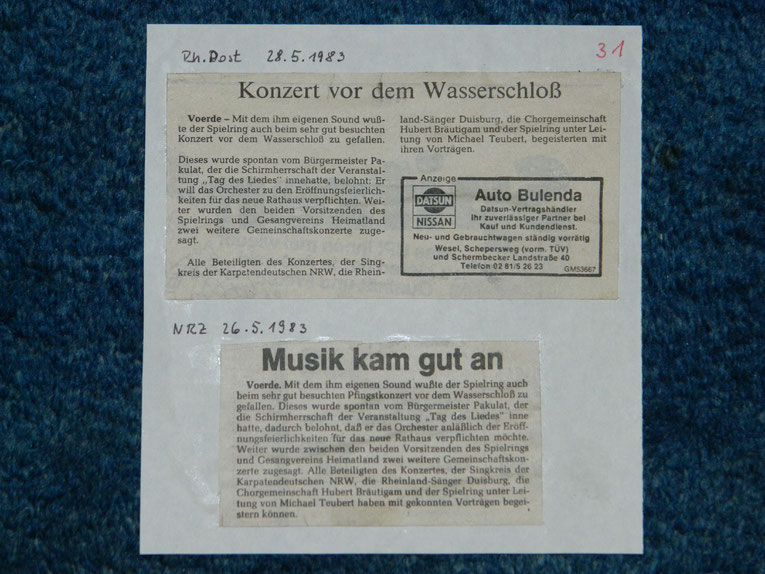 Rh. Post 28.5.1983
31
Konzert vor dem Wasserschloß
Voerde – Mit dem ihm eigenen Sound wuß-
te der Spielring auch beim sehr gut besuchten
Konzert vor dem Wasserschloß zu gefallen.
Dieses wurde spontan vom Bürgermeister Pa-
kulat, der die Schirmherrschaft der Veranstal-
tung „Tag des Liedes" innehatte, belohnt: Er
will das Orchester zu den Eröffnungsfeierlich-
keiten für das neue Rathaus verpflichten. Wei-
ter wurden den beiden Vorsitzenden des
Spielrings und Gesangvereins Heimatland
zwei weitere Gemeinschaftskonzerte zuge-
sagt.
Alle Beteiligten des Konzertes, der Sing-
kreis der Karpatendeutschen NRW, die Rhein-
land-Sänger Duisburg, die Chorgemeinschaft
Hubert Bräutigam und der Spielring unter Lei-
tung von Michael Teubert, begeisterten mit
ihren Vorträgen.
Anzeige
DATSUN
NISSAN
Auto Bulenda
Datsun-Vertragshändler
Ihr zuverlässiger Partner bei
Kauf und Kundendienst.
Neu- und Gebrauchtwagen ständig vorrätig
Wesel, Schepersweg (vorm. TÜV)
und Schermbecker Landstraße 40
Telefon 02 81/5 26 23
GM53667
NRZ 26.5.1983
Musik kam gut an
Voerde. Mit dem ihm eigenen Sound wußte der Spielring auch
beim sehr gut besuchten Pfingstkonzert vor dem Wasserschloß zu
gefallen. Dieses wurde spontan vom Bürgermeister Pakulat, der
die Schirmherrschaft der Veranstaltung „Tag des Liedes" inne
hatte, dadurch belohnt, daß er das Orchester anläßlich der Eröff-
nungsfeierlichkeiten für das neue Rathaus verpflichten möchte.
Weiter wurde zwischen den beiden Vorsitzenden des Spielrings
und Gesangvereins Heimatland zwei weitere Gemeinschaftskon-
zerte zugesagt. Alle Beteiligten des Konzertes, der Singkreis der
Karpatendeutschen NRW, die Rheinland-Sänger Duisburg, die
Chorgemeinschaft Hubert Bräutigam und der Spielring unter Lei-
tung von Michael Teubert haben mit gekonnten Vorträgen begei-
stern können.